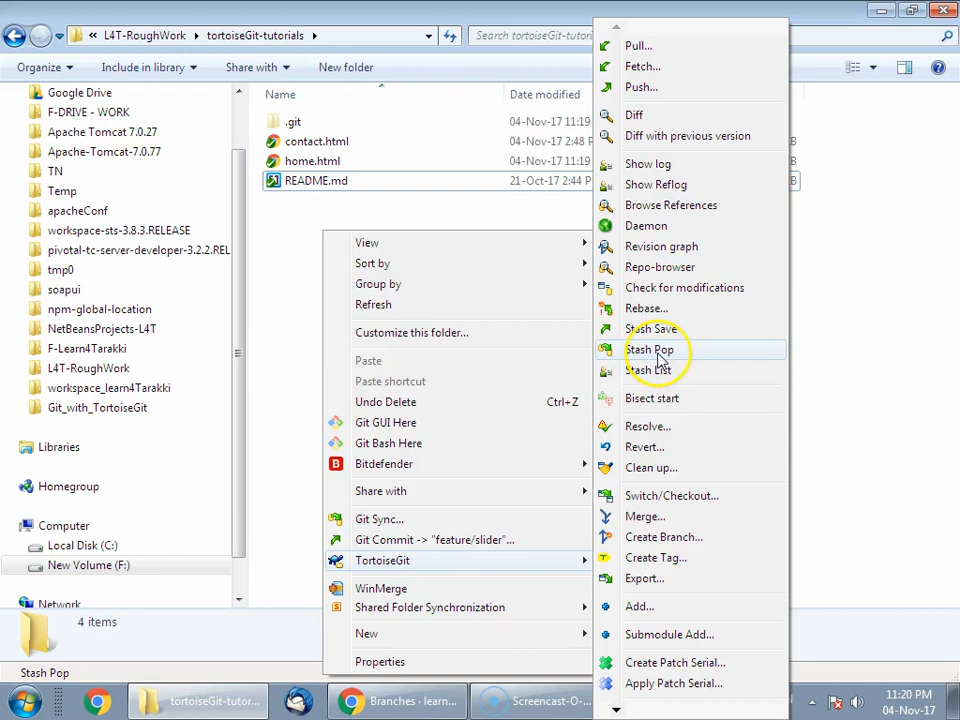 L4T-RoughWork
tortoiseGit-tutorials
Search tortoiseGit-tutori
Organize
Include in library
Share with
New folder
Google Drive
F-DRIVE - WORK
Apache Tomcat 7.0.27
Apache-Tomcat-7.0.77
TN
Temp
apacheConf
workspace-sts-3.8.3.RELEASE
pivotal-tc-server-developer-3.2.2.REL
tmp0
soapui
npm-global-location
NetBeansProjects-L4T
F-Learn4Tarakki
L4T-RoughWork
workspace_learn4tarakki
Git_with_TortoiseGit
Libraries
Homegroup
Computer
Local Disk (C:)
New Volume (F:)
Network
Name
Date modified
.git
04-Nov-17 11:19
contact.html
04-Nov-17 2:48 P
home.html
04-Nov-17 11:19
B
README.md
21-Oct-17 2:44 P
B
View
Sort by
Group by
Refresh
Customize this folder...
Paste
Paste shortcut
Undo Delete
Ctrl+Z
Git GUI Here
Git Bash Here
Bitdefender
Share with
Git Sync...
Git Commit -> "feature/slider"...
TortoiseGit
WinMerge
Shared Folder Synchronization
New
Properties
Pull...
Fetch...
Push...
Diff
Diff with previous version
Show log
Show Reflog
Browse References
Daemon
Revision graph
Repo-browser
Check for modifications
Rebase...
Stash Save
Stash Pop
Stash List
Bisect start
Resolve...
Revert...
Clean up...
Switch/Checkout...
Merge...
Create Branch...
Create Tag...
Export...
Add...
Submodule Add...
Create Patch Serial...
Apply Patch Serial...
4 items
Stash Pop
tortoiseGit-tutor...
Branches - learn...
Screencast-O-...
11:20 PM
04-Nov-17